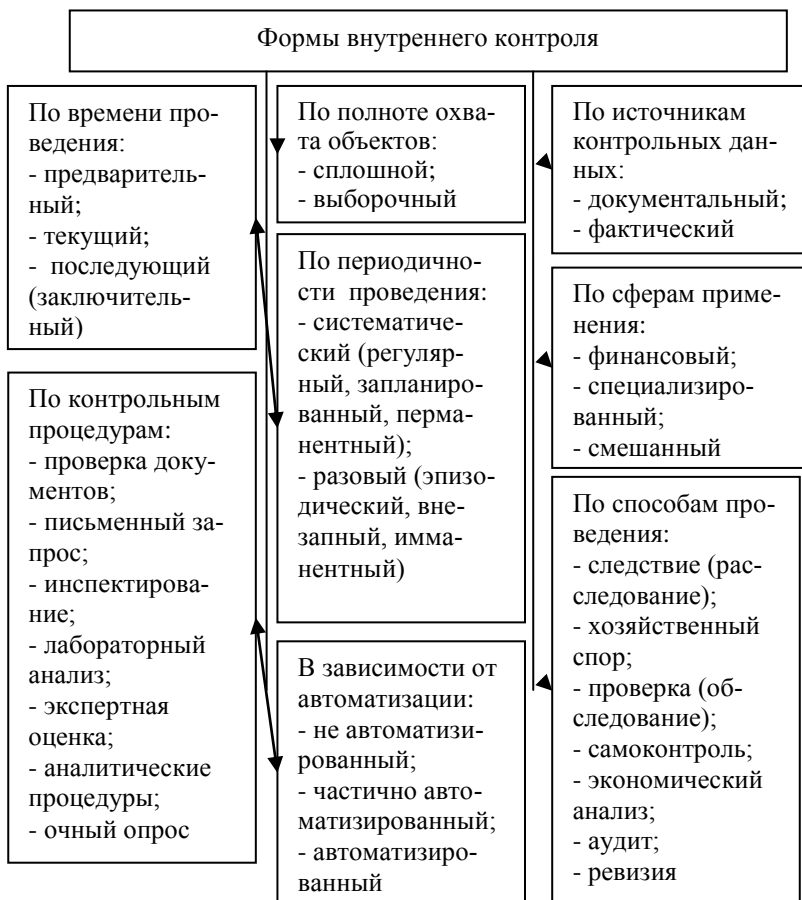 Формы внутреннего контроля
По времени про-
ведения:
- предваритель-
ный;
- текущий;
- последующий
(заключитель-
ный)
По контрольным
процедурам:
- проверка доку-
ментов;
- письменный за-
прос;
- инспектирова-
ние;
- лабораторный
анализ;
- экспертная
оценка;
- аналитические
процедуры;
- очный опрос
По полноте охва-
та объектов:
- сплошной;
- выборочный
По периодично-
сти проведения:
- систематиче-
ский (регуляр-
ный, запланиро-
ванный, перма-
нентный);
- разовый (эпизо-
дический, вне-
запный, имма-
нентный)
В зависимости от
автоматизации:
- не автоматизи-
рованный;
- частично авто-
матизированный;
- автоматизиро-
ванный
По источникам
контрольных дан-
ных:
- документальный;
- фактический
По сферам приме-
нения:
- финансовый;
- специализиро-
ванный;
- смешанный
По способам про-
ведения:
- следствие (рас-
следование);
- хозяйственный
спор;
- проверка (об-
следование);
- самоконтроль;
- экономический
анализ;
- аудит;
- ревизия